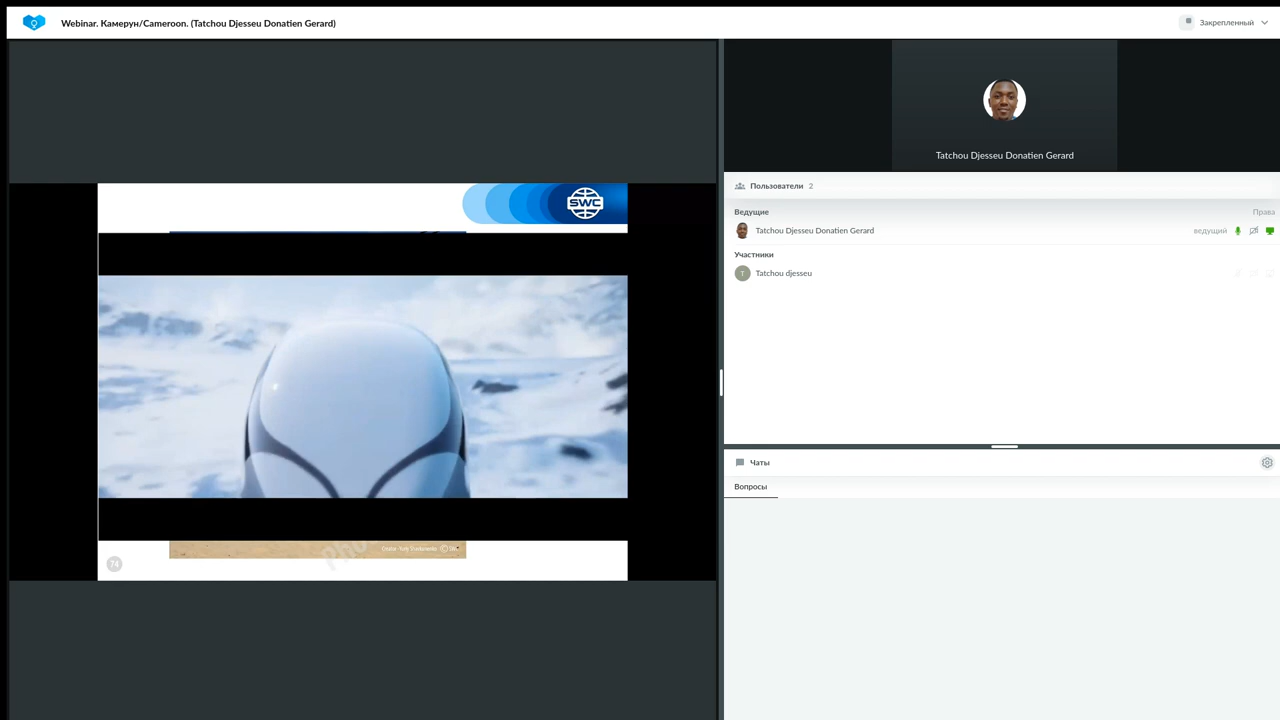 Webinar. Камерун/Cameroon. (Tatchou Djesseu Donatien Gerard)
Закрепленный
SWC
Tatchou Djesseu Donatien Gerard
Пользователи 2
Ведущие Права
Tatchou Djesseu Donatien Gerard ведущий
Участники
T Tatchou djesseu
Чаты
Вопросы
74